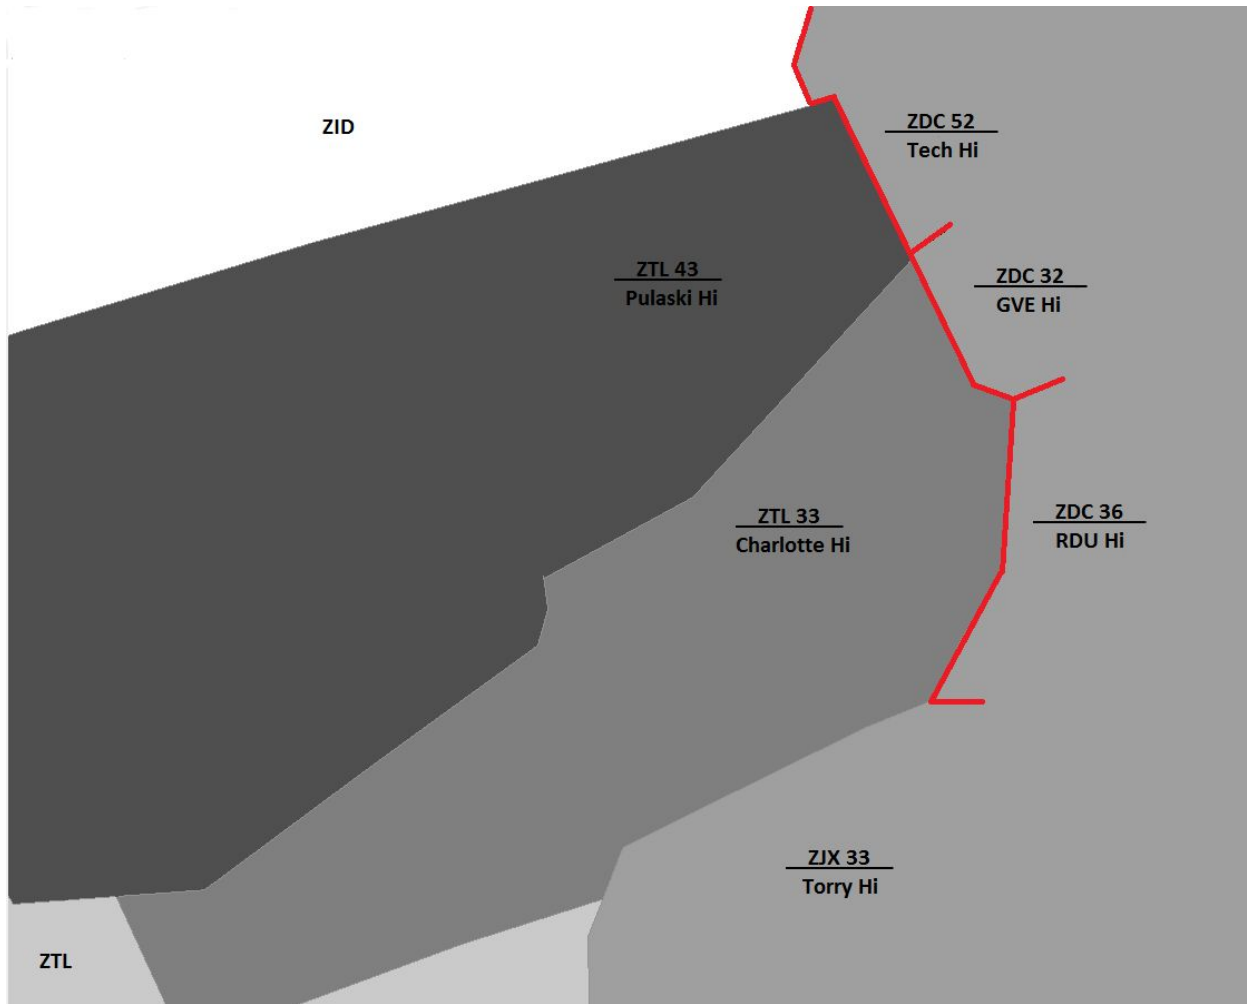 ZID
ZDC 52
Tech Hi
ZTL 43
Pulaski Hi
ZDC 32
GVE Hi
ZTL 33
Charlotte Hi
ZDC 36
RDU Hi
ZJX 33
Torry Hi
ZTL